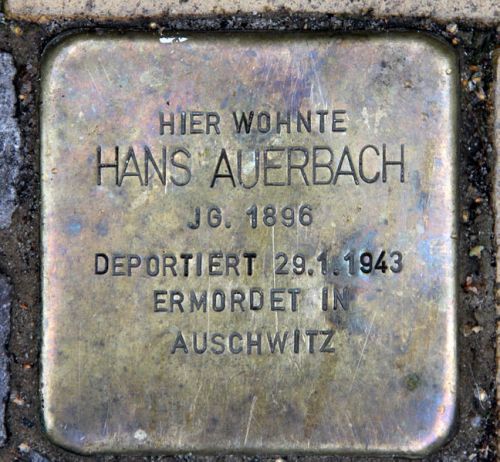 HIER WOHNTE
HANS AUERBACH
JG. 1896
DEPORTIERT 29.1.1943
ERMORDET IN
AUSCHWITZ